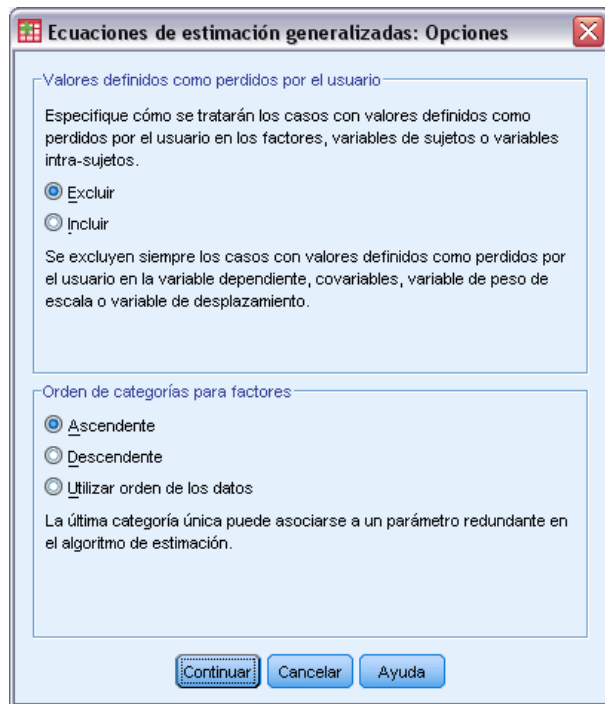 Ecuaciones de estimación generalizadas: Opciones
Valores definidos como perdidos por el usuario
Especifique cómo se tratarán los casos con valores definidos como
perdidos por el usuario en los factores, variables de sujetos o variables
intra-sujetos.
Excluir
Incluir
Se excluyen siempre los casos con valores definidos como perdidos por
el usuario en la variable dependiente, covariables, variable de peso de
escala o variable de desplazamiento.
Orden de categorías para factores
Ascendente
Descendente
Utilizar orden de los datos
La última categoría única puede asociarse a un parámetro redundante en
el algoritmo de estimación.
Continuar Cancelar Ayuda